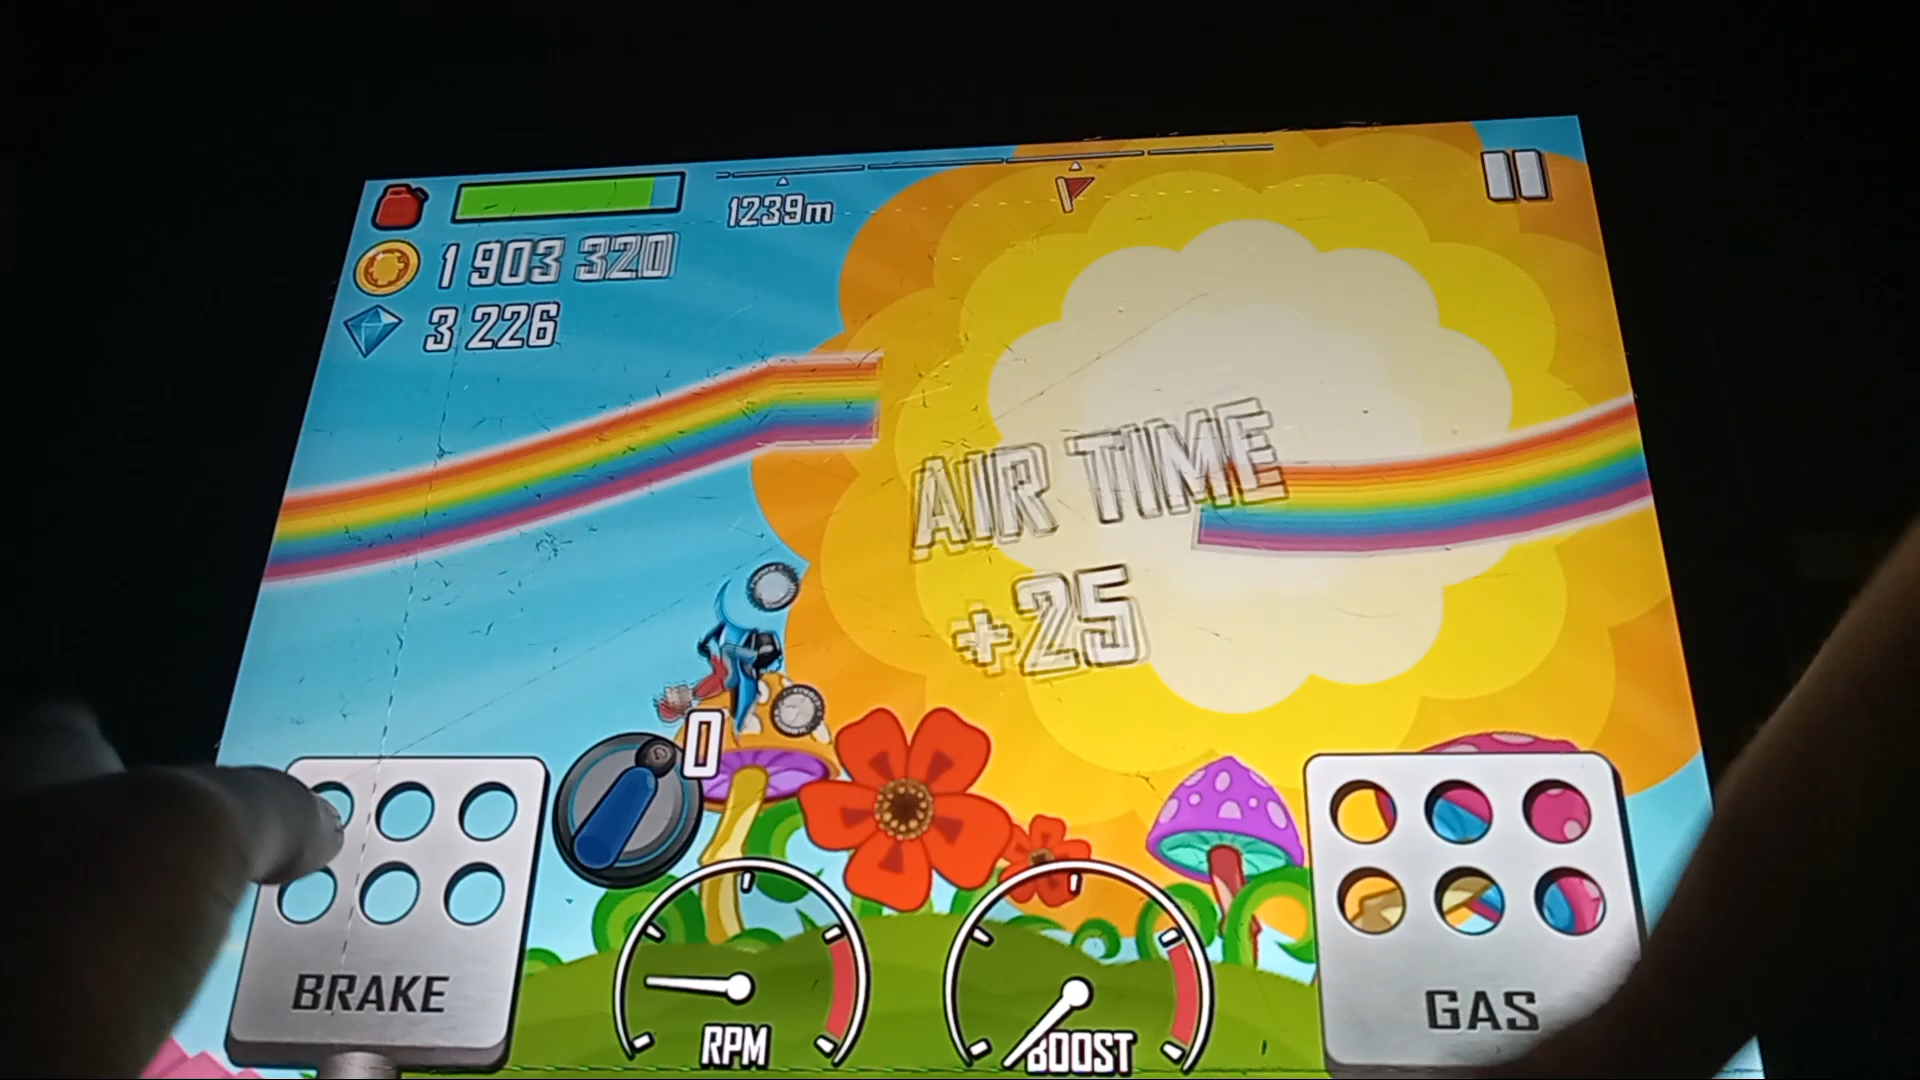 1239m
1 903 320
3 226
AIR TIME
+25
0
BRAKE
RPM
BOOST
GAS